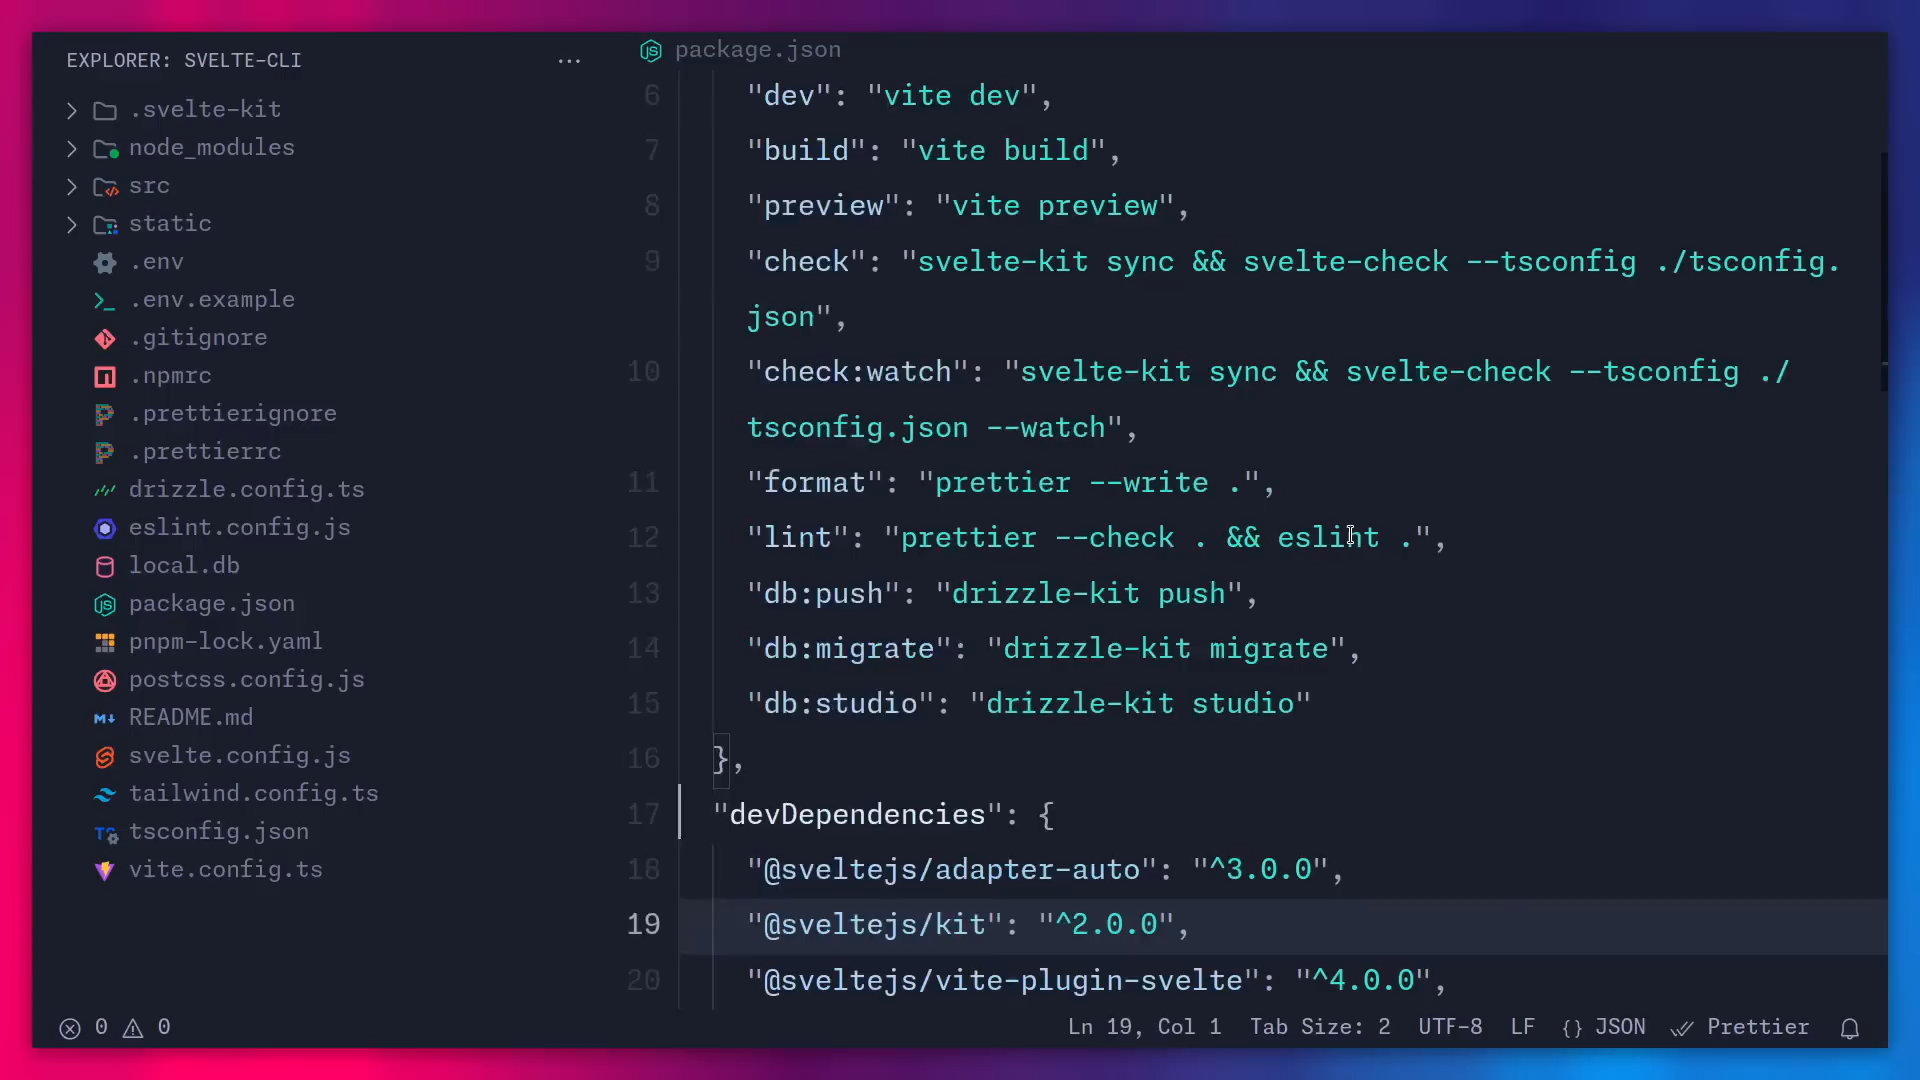 EXPLORER: SVELTE-CLI
.svelte-kit
node_modules
src
static
.env
.env.example
.gitignore
.npmrc
.prettierignore
.prettierrc
drizzle.config.ts
eslint.config.js
local.db
package.json
pnpm-lock.yaml
postcss.config.js
README.md
svelte.config.js
tailwind.config.ts
tsconfig.json
vite.config.ts
package.json
6 "dev": "vite dev",
7 "build": "vite build",
8 "preview": "vite preview",
9 "check": "svelte-kit sync && svelte-check --tsconfig ./tsconfig.
json",
10 "check:watch": "svelte-kit sync && svelte-check --tsconfig ./
tsconfig.json --watch",
11 "format": "prettier --write .",
12 "lint": "prettier --check . && eslint .",
13 "db:push": "drizzle-kit push",
14 "db:migrate": "drizzle-kit migrate",
15 "db:studio": "drizzle-kit studio"
16 },
17 "devDependencies": {
18 "@sveltejs/adapter-auto": "^3.0.0",
19 "@sveltejs/kit": "^2.0.0",
20 "@sveltejs/vite-plugin-svelte": "^4.0.0",
0 0 Ln 19, Col 1 Tab Size: 2 UTF-8 LF {} JSON Prettier